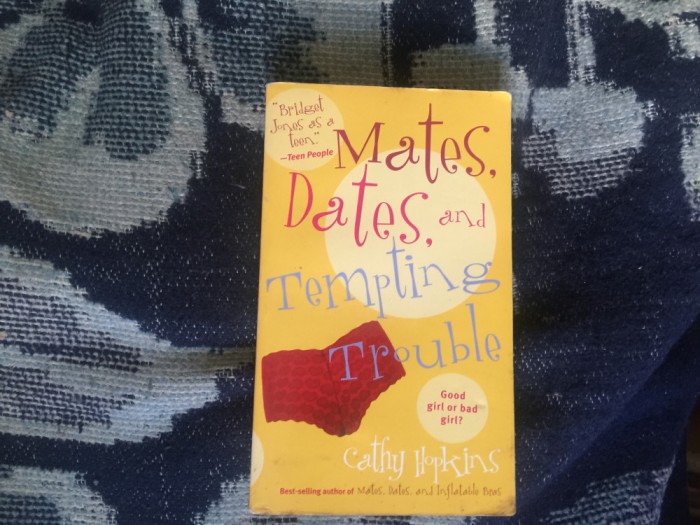 "Bridget
Jones as a
teen."
—Teen People
Mates,
Dates, and
Tempting
Trouble
Good
girl or bad
girl?
Cathy Hopkins
Best-selling author of Mates, Dates, and Inflatable Bras